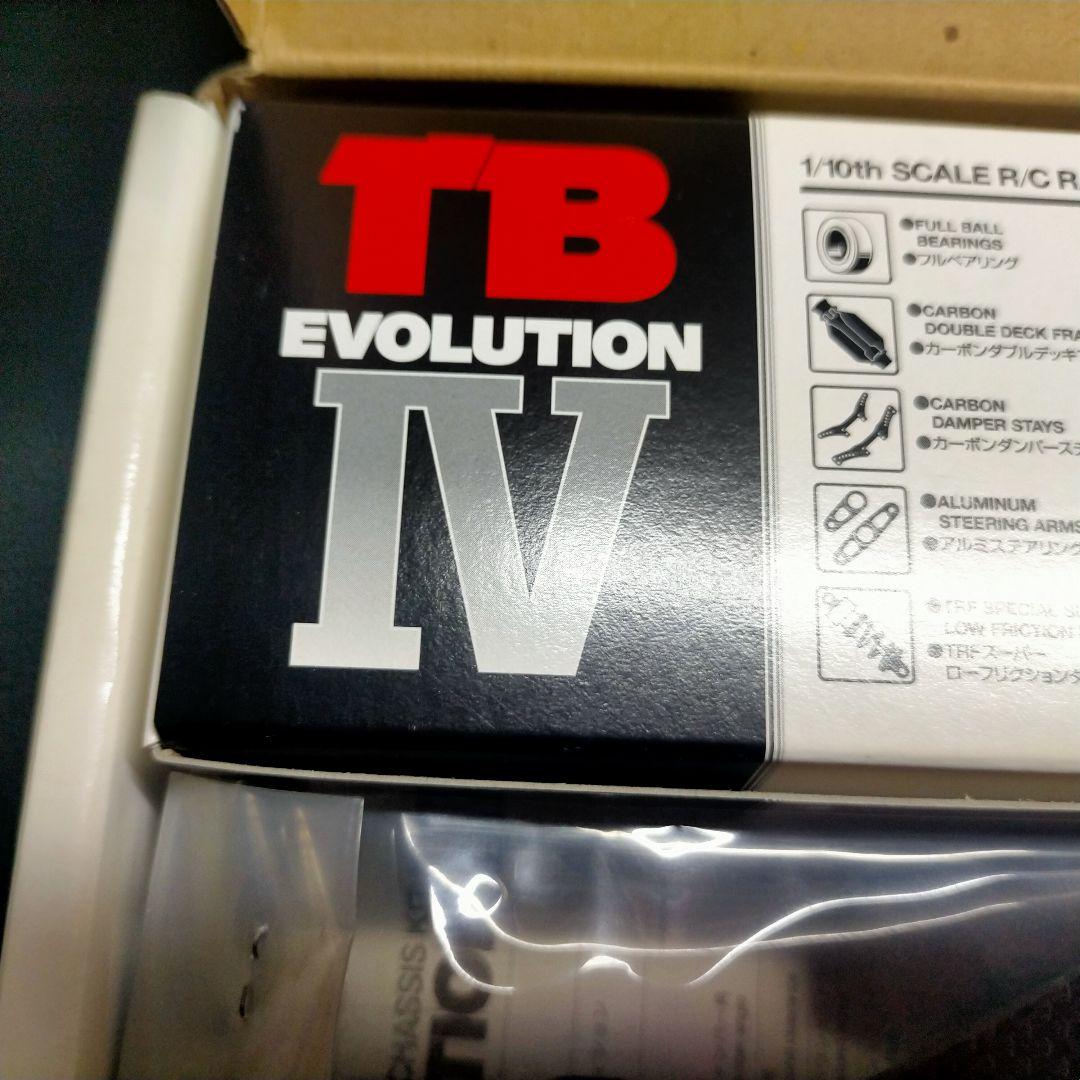 TB
EVOLUTION
IV
1/10th SCALE R/C
●FULL BALL
BEARINGS
●フルベアリング
●CARBON
DOUBLE DECK
●カーボンダブルデッキ
●CARBON
DAMPER STAYS
●カーボンダンパース
●ALUMINUM
STEERING ARMS
●アルミステアリング
●TRF SPECIAL
LOW FRICTION
●TRFスーパー
ローフリクション
CHASSIS KIT